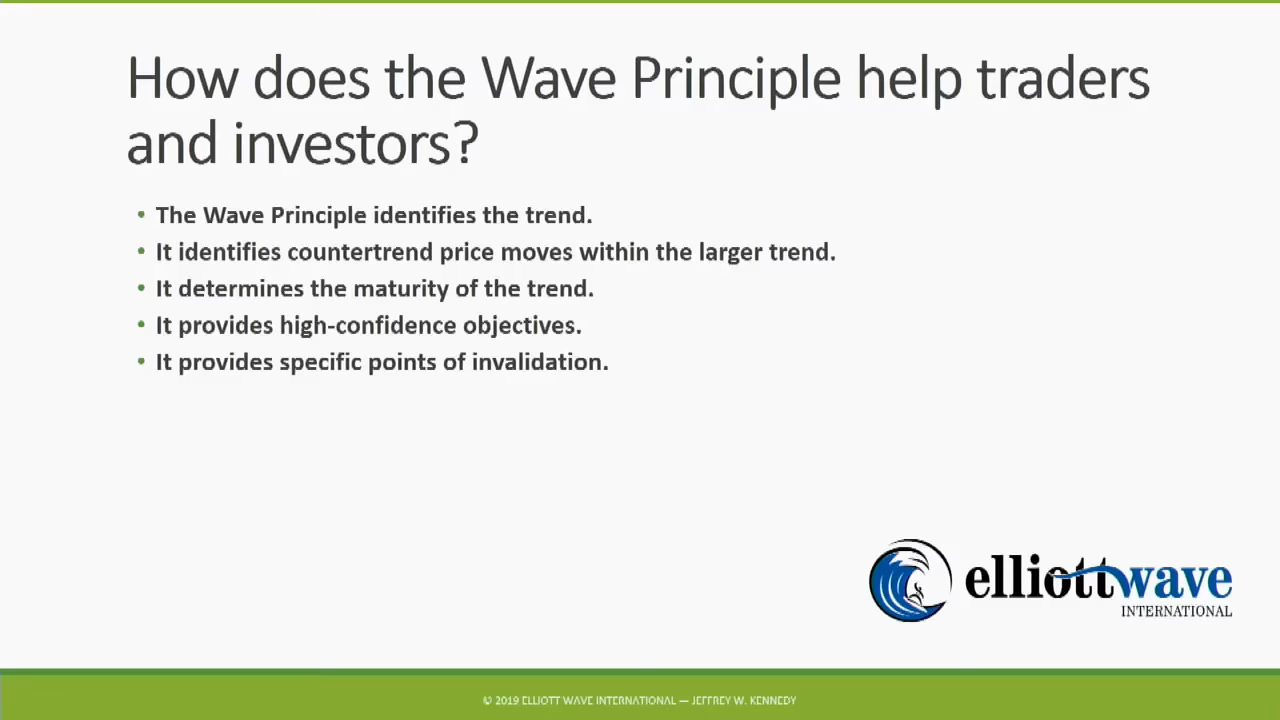 How does the Wave Principle help traders
and investors?
• The Wave Principle identifies the trend.
• It identifies countertrend price moves within the larger trend.
• It determines the maturity of the trend.
• It provides high-confidence objectives.
• It provides specific points of invalidation.
elliottwave
INTERNATIONAL
© 2019 ELLIOTT WAVE INTERNATIONAL — JEFFREY W. KENNEDY